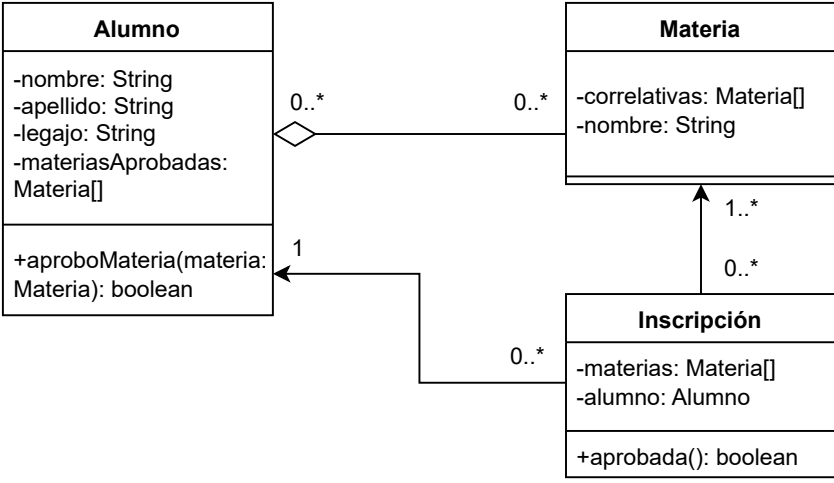 Alumno
-nombre: String
-apellido: String
-legajo: String
-materiasAprobadas:
Materia[]
+aproboMateria(materia:
Materia): boolean
0..*
0..*
Materia
-correlativas: Materia[]
-nombre: String
1..*
0..*
1
0..*
Inscripción
-materias: Materia[]
-alumno: Alumno
+aprobada(): boolean